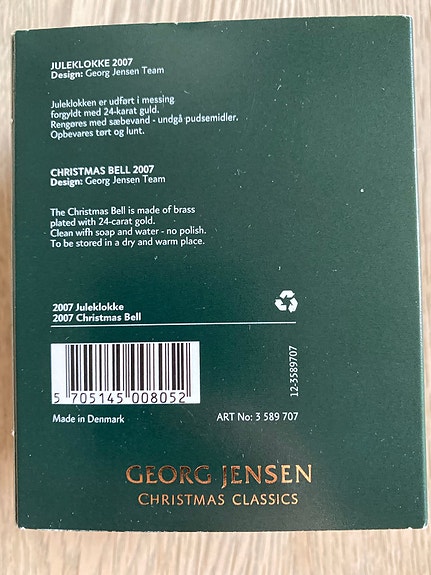 JULEKLOKKE 2007
Design: Georg Jensen Team
Juleklokken er udført i messing
forgyldt med 24-karat guld.
Rengøres med sæbevand - undgå pudsemidler.
Opbevares tørt og lunt.
CHRISTMAS BELL 2007
Design: Georg Jensen Team
The Christmas Bell is made of brass
plated with 24-carat gold.
Clean with soap and water - no polish.
To be stored in a dry and warm place.
2007 Juleklokke
2007 Christmas Bell
12-3589707
5 705145 008052
Made in Denmark
ART No: 3 589 707
GEORG JENSEN
CHRISTMAS CLASSICS